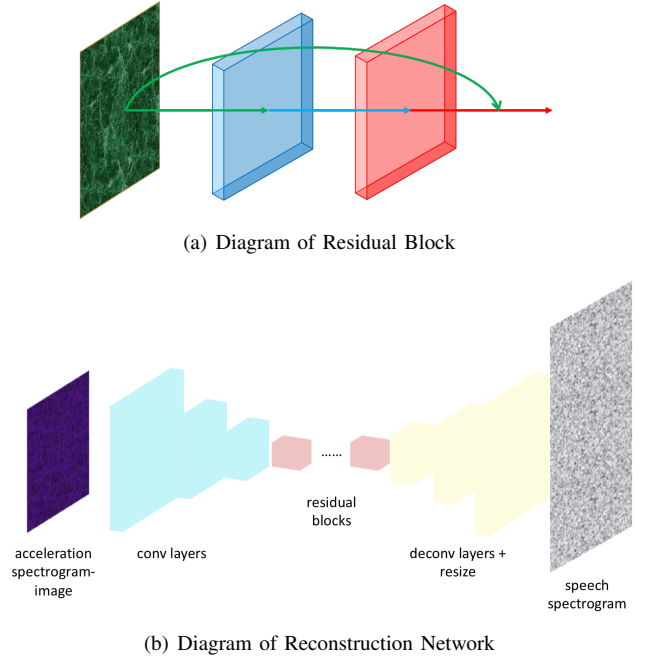 (a) Diagram of Residual Block
......
residual
blocks
acceleration
spectrogram-
image
conv layers
deconv layers +
resize
speech
spectrogram
(b) Diagram of Reconstruction Network